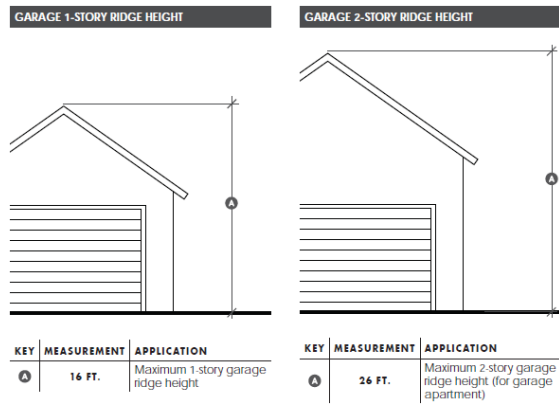 GARAGE 1-STORY RIDGE HEIGHT
A
KEY MEASUREMENT APPLICATION
A 16 FT. Maximum 1-story garage
ridge height
GARAGE 2-STORY RIDGE HEIGHT
A
KEY MEASUREMENT APPLICATION
A 26 FT. Maximum 2-story garage
ridge height (for garage
apartment)